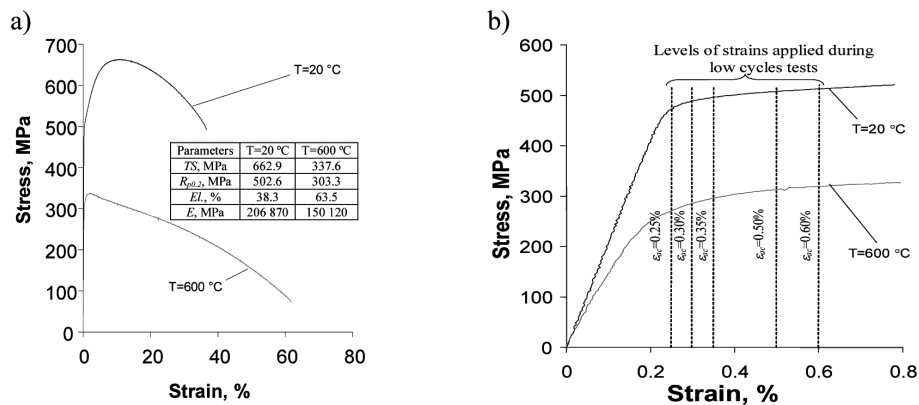 a)
700
600
500
400
300
200
100
0
Stress, MPa
0 20 40 60 80
Strain, %
T=20 °C
T=600 °C
Parameters T=20 °C T=600 °C
TS, MPa 662.9 337.6
Rp0.2, MPa 502.6 303.3
El., % 38.3 63.5
E, MPa 206 870 150 120
b)
Levels of strains applied during
low cycles tests
600
500
400
300
200
100
0
Stress, MPa
0 0.2 0.4 0.6 0.8
Strain, %
T=20 °C
T=600 °C
εac=0.25%
εac=0.30%
εac=0.35%
εac=0.50%
εac=0.60%